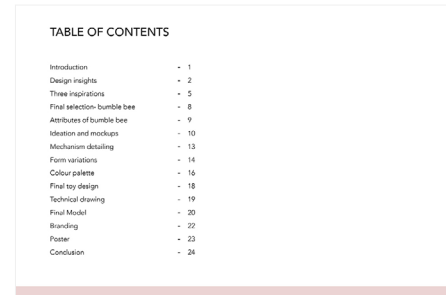 TABLE OF CONTENTS
Introduction - 1
Design insights - 2
Three inspirations - 5
Final selection- bumble bee - 8
Attributes of bumble bee - 9
Ideation and mockups - 10
Mechanism detailing - 13
Form variations - 14
Colour palette - 16
Final toy design - 18
Technical drawing - 19
Final Model - 20
Branding - 22
Poster - 23
Conclusion - 24